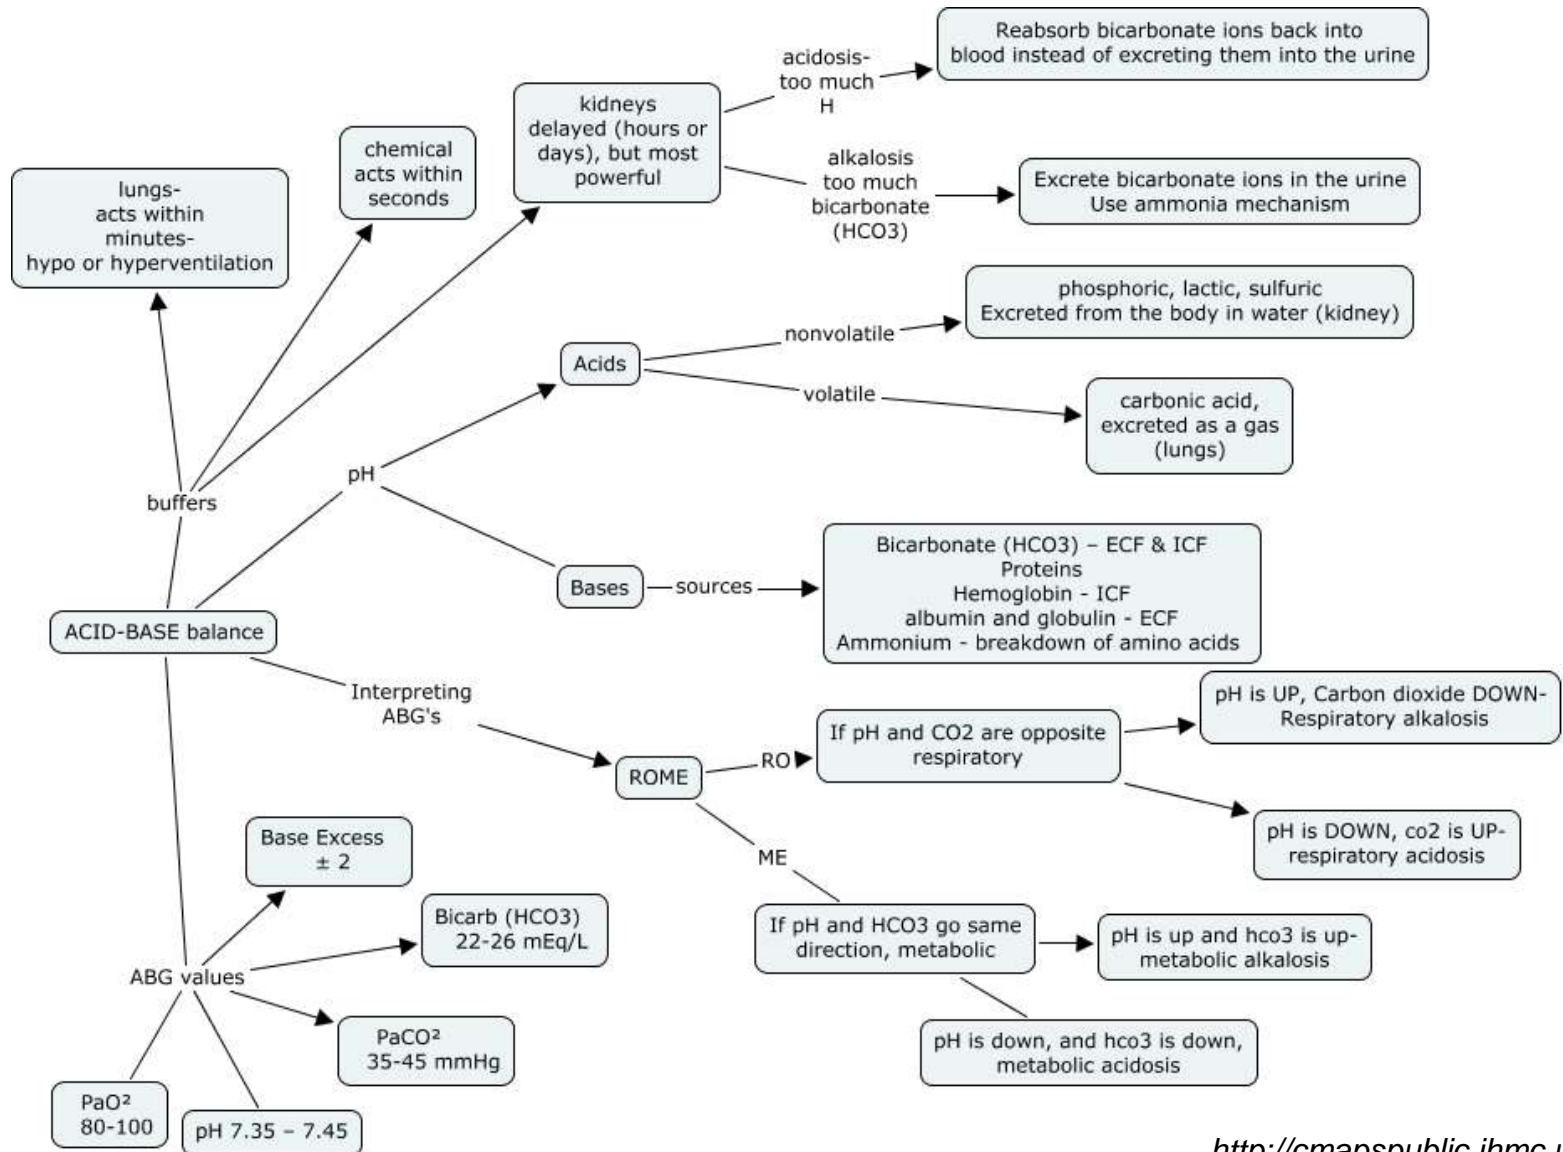 Reabsorb bicarbonate ions back into
blood instead of excreting them into the urine
acidosis-
too much
H
kidneys
delayed (hours or
days), but most
powerful
chemical
acts within
seconds
alkalosis
too much
bicarbonate
(HCO3)
Excrete bicarbonate ions in the urine
Use ammonia mechanism
lungs-
acts within
minutes-
hypo or hyperventilation
phosphoric, lactic, sulfuric
Excreted from the body in water (kidney)
nonvolatile
Acids
volatile
carbonic acid,
excreted as a gas
(lungs)
pH
buffers
Bicarbonate (HCO3) – ECF & ICF
Proteins
Hemoglobin - ICF
albumin and globulin - ECF
Ammonium - breakdown of amino acids
Bases
sources
ACID-BASE balance
Interpreting
ABG's
pH is UP, Carbon dioxide DOWN-
Respiratory alkalosis
If pH and CO2 are opposite
respiratory
RO
ROME
pH is DOWN, co2 is UP-
respiratory acidosis
ME
Base Excess
± 2
Bicarb (HCO3)
22-26 mEq/L
If pH and HCO3 go same
direction, metabolic
pH is up and hco3 is up-
metabolic alkalosis
ABG values
PaCO²
35-45 mmHg
pH is down, and hco3 is down,
metabolic acidosis
PaO²
80-100
pH 7.35 – 7.45
http://cmapspublic.ihmc.u